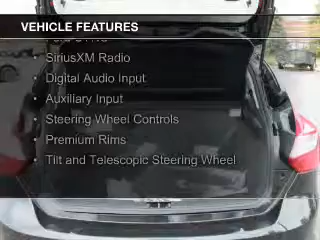 VEHICLE FEATURES
• SiriusXM Radio
• Digital Audio Input
• Auxiliary Input
• Steering Wheel Controls
• Premium Rims
• Tilt and Telescopic Steering Wheel